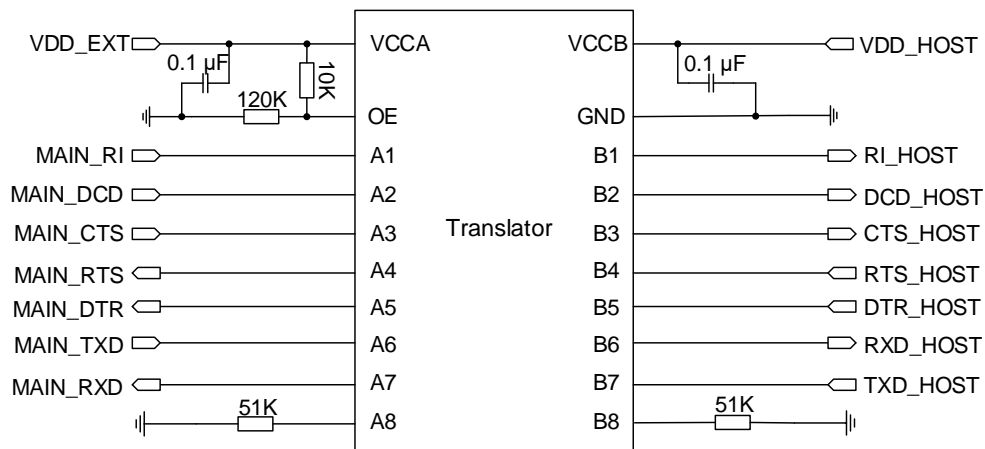 VDD_EXT VCCA VCCB VDD_HOST
0.1 µF 10K 0.1 µF
120K
OE GND
MAIN_RI A1 B1 RI_HOST
MAIN_DCD A2 B2 DCD_HOST
MAIN_CTS A3 Translator B3 CTS_HOST
MAIN_RTS A4 B4 RTS_HOST
MAIN_DTR A5 B5 DTR_HOST
MAIN_TXD A6 B6 RXD_HOST
MAIN_RXD A7 B7 TXD_HOST
51K A8 B8 51K